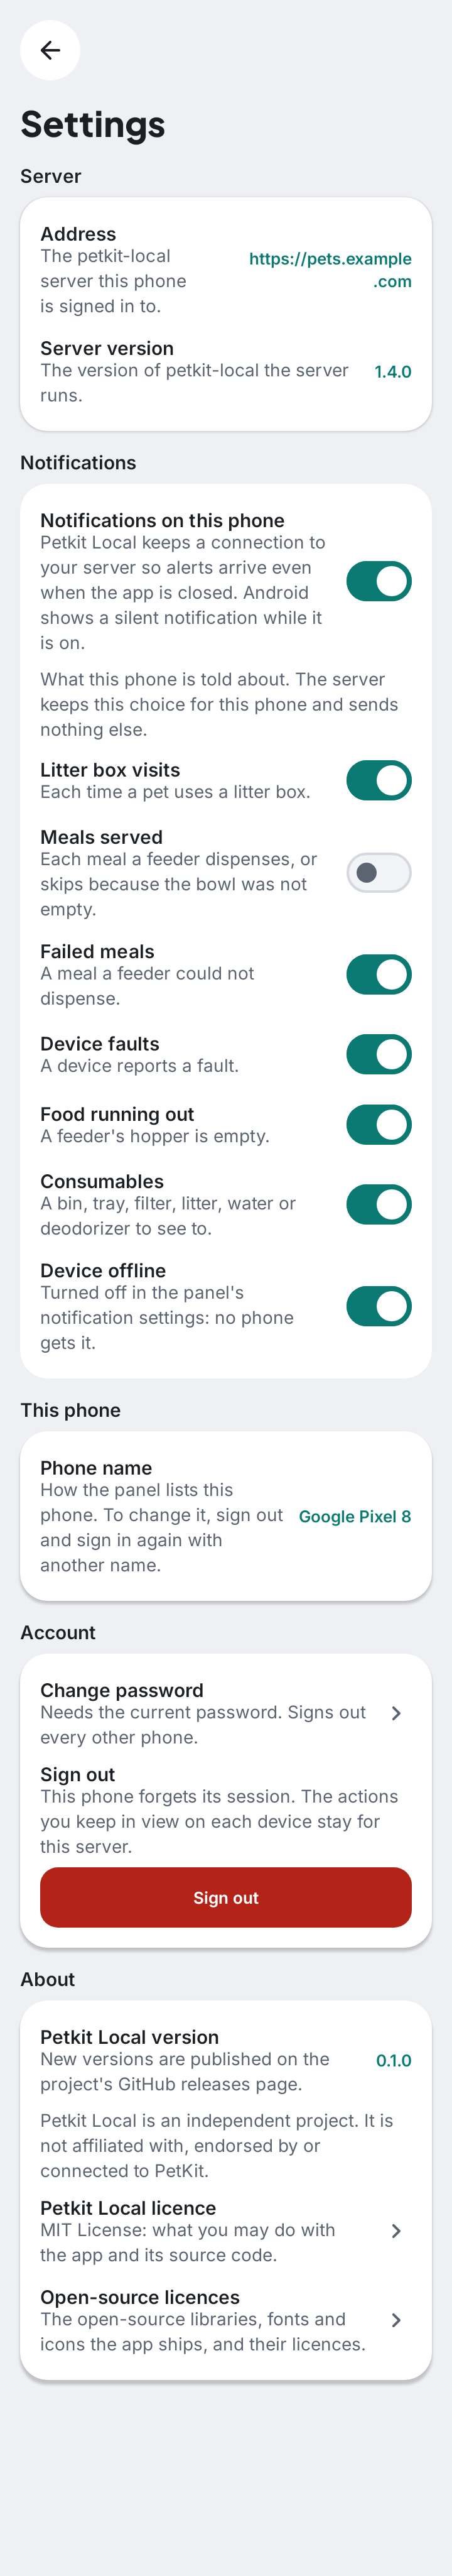 Settings
Server
Address
The petkit-local
server this phone
is signed in to.
https://pets.example
.com
Server version
The version of petkit-local the server
runs.
1.4.0
Notifications
Notifications on this phone
Petkit Local keeps a connection to
your server so alerts arrive even
when the app is closed. Android
shows a silent notification while it
is on.
What this phone is told about. The server
keeps this choice for this phone and sends
nothing else.
Litter box visits
Each time a pet uses a litter box.
Meals served
Each meal a feeder dispenses, or
skips because the bowl was not
empty.
Failed meals
A meal a feeder could not
dispense.
Device faults
A device reports a fault.
Food running out
A feeder's hopper is empty.
Consumables
A bin, tray, filter, litter, water or
deodorizer to see to.
Device offline
Turned off in the panel's
notification settings: no phone
gets it.
This phone
Phone name
How the panel lists this
phone. To change it, sign out
and sign in again with
another name.
Google Pixel 8
Account
Change password
Needs the current password. Signs out
every other phone.
Sign out
This phone forgets its session. The actions
you keep in view on each device stay for
this server.
Sign out
About
Petkit Local version
New versions are published on the
project's GitHub releases page.
0.1.0
Petkit Local is an independent project. It is
not affiliated with, endorsed by or
connected to PetKit.
Petkit Local licence
MIT License: what you may do with
the app and its source code.
Open-source licences
The open-source libraries, fonts and
icons the app ships, and their licences.